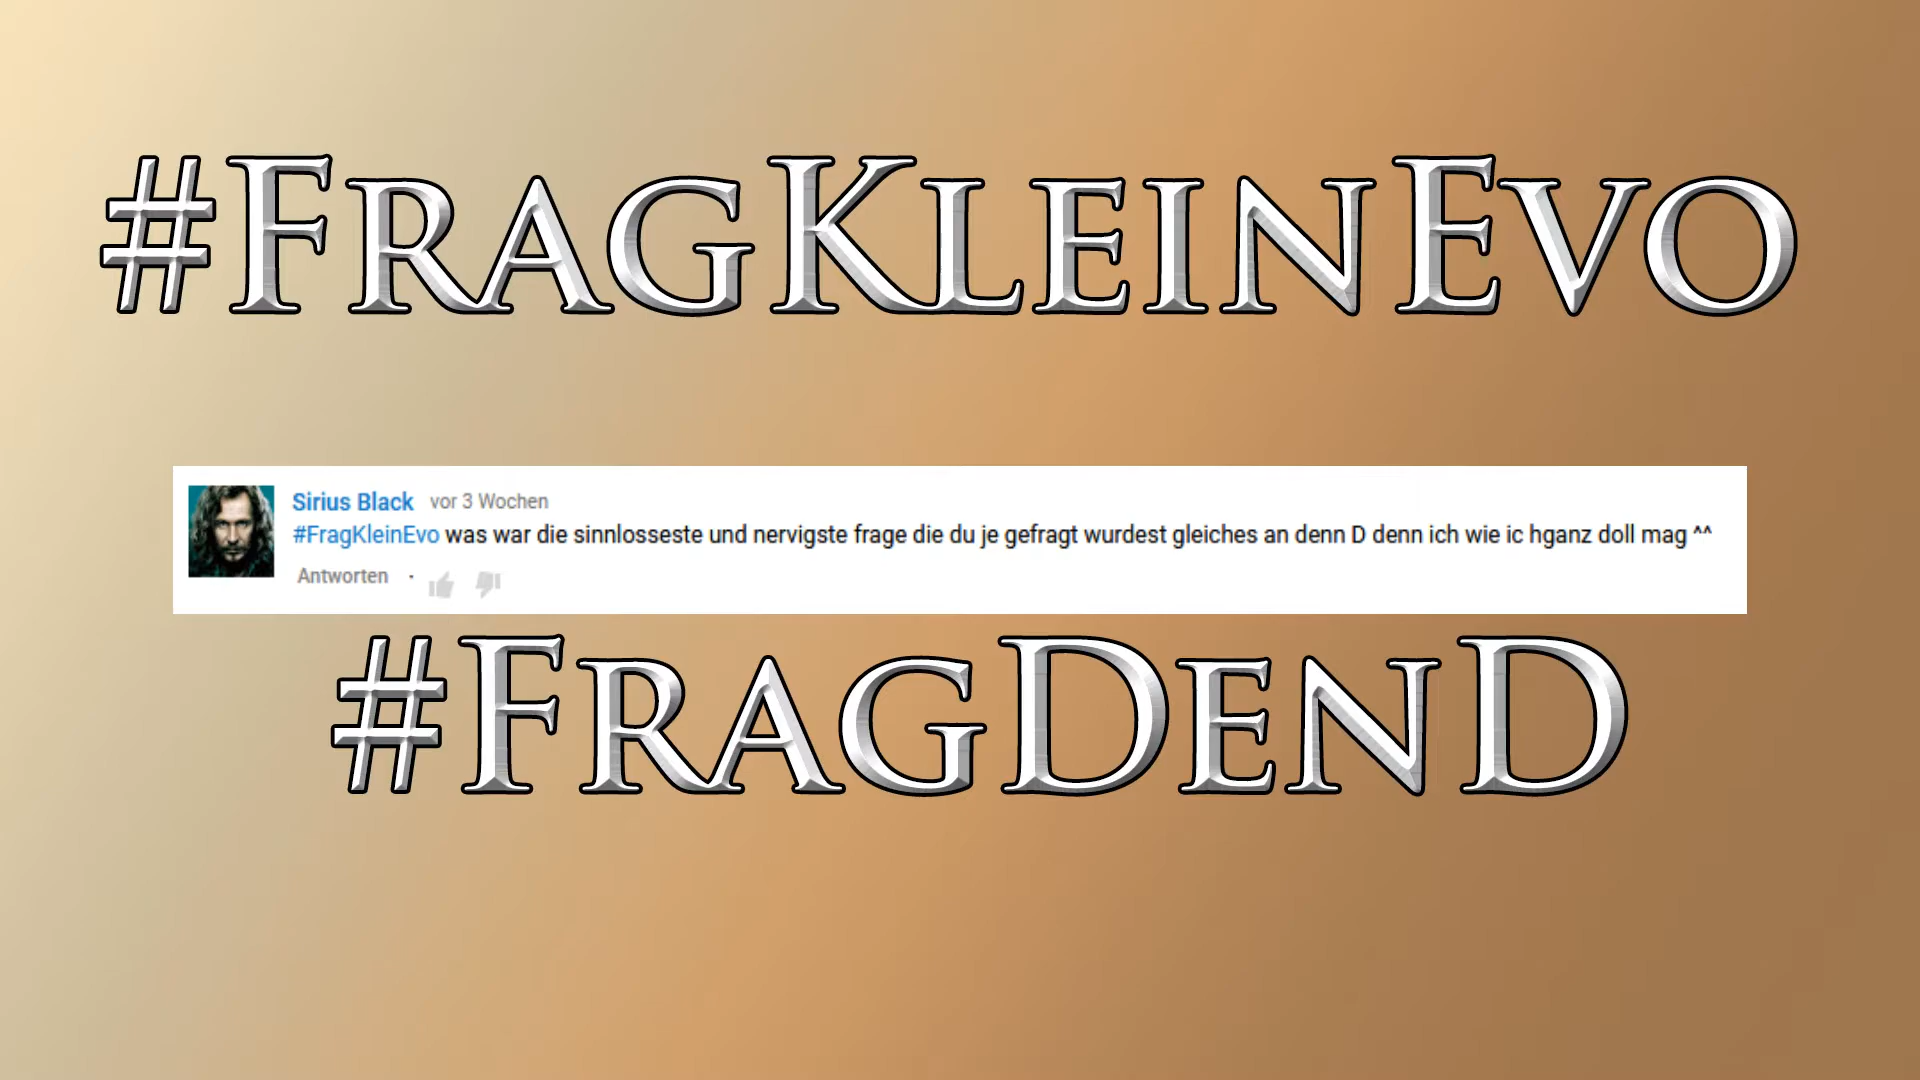 #FragKleinEvo
Sirius Black vor 3 Wochen
#FragKleinEvo was war die sinnlosseste und nervigste frage die du je gefragt wurdest gleiches an denn D denn ich wie ic hganz doll mag ^^
Antworten ·
#FragDenD